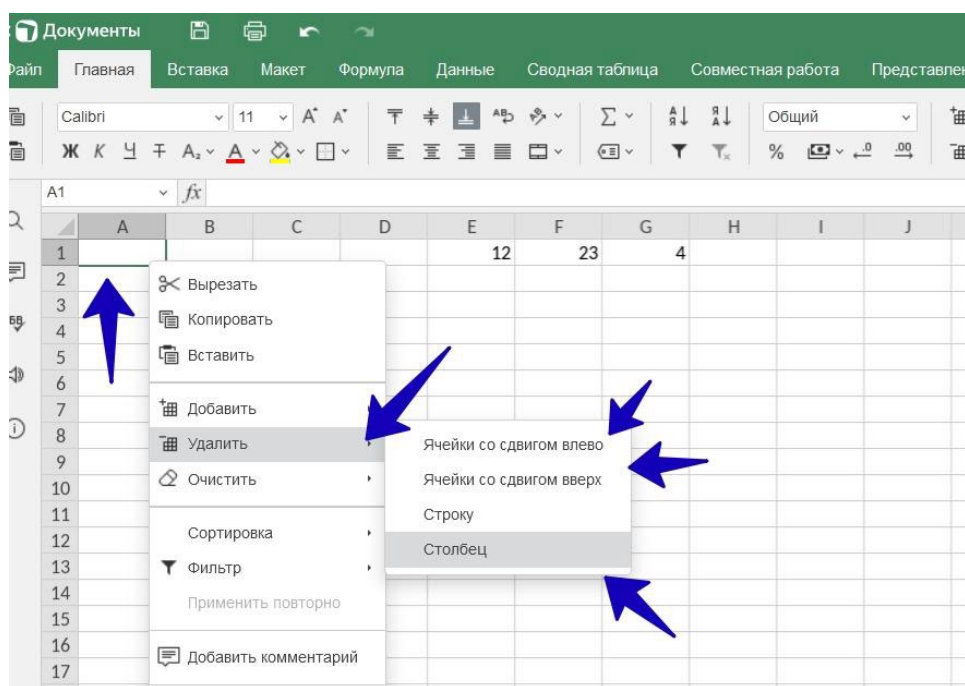 Документы
Файл Главная Вставка Макет Формула Данные Сводная таблица Совместная работа
Calibri 11 Общий
Ж К Ч
A1 fx
A B C D E F G H I J
1 12 23 4
2
Вырезать
3
Копировать
4
5
Вставить
6
7
Добавить
8
Удалить
Ячейки со сдвигом влево
9
Очистить
Ячейки со сдвигом вверх
10
11
Строку
12
Сортировка
Столбец
13
Фильтр
14
Применить повторно
15
16
Добавить комментарий
17